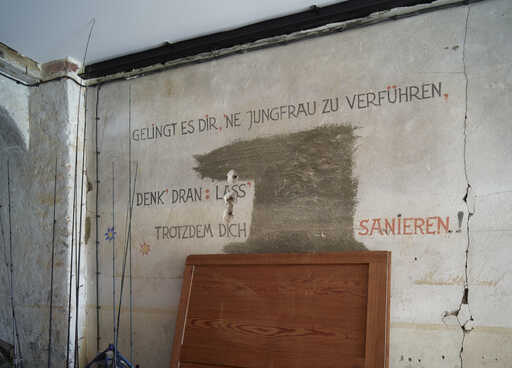 GELINGT ES DIR, 'NE JUNGFRAU ZU VERFÜHREN,
DENK' DRAN: LASS'
TROTZDEM DICH SANIEREN!